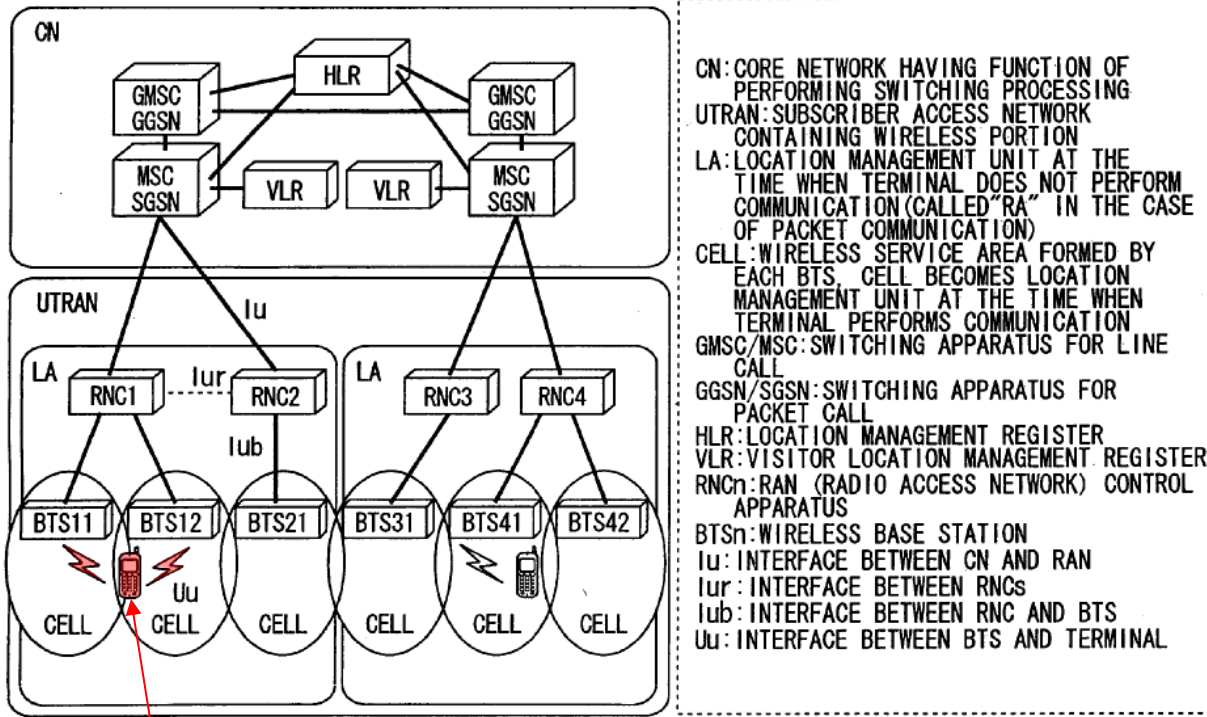 CN
HLR
GMSC
GGSN
GMSC
GGSN
MSC
SGSN
VLR
VLR
MSC
SGSN
UTRAN
Iu
LA
RNC1
Iur
RNC2
Iub
LA
RNC3
RNC4
BTS11
BTS12
BTS21
BTS31
BTS41
BTS42
Uu
CELL
CELL
CELL
CELL
CELL
CELL
CN:CORE NETWORK HAVING FUNCTION OF
PERFORMING SWITCHING PROCESSING
UTRAN:SUBSCRIBER ACCESS NETWORK
CONTAINING WIRELESS PORTION
LA:LOCATION MANAGEMENT UNIT AT THE
TIME WHEN TERMINAL DOES NOT PERFORM
COMMUNICATION(CALLED"RA" IN THE CASE
OF PACKET COMMUNICATION)
CELL:WIRELESS SERVICE AREA FORMED BY
EACH BTS, CELL BECOMES LOCATION
MANAGEMENT UNIT AT THE TIME WHEN
TERMINAL PERFORMS COMMUNICATION
GMSC/MSC:SWITCHING APPARATUS FOR LINE
CALL
GGSN/SGSN:SWITCHING APPARATUS FOR
PACKET CALL
HLR:LOCATION MANAGEMENT REGISTER
VLR:VISITOR LOCATION MANAGEMENT REGISTER
RNCn:RAN (RADIO ACCESS NETWORK) CONTROL
APPARATUS
BTSn:WIRELESS BASE STATION
Iu:INTERFACE BETWEEN CN AND RAN
Iur:INTERFACE BETWEEN RNCs
Iub:INTERFACE BETWEEN RNC AND BTS
Uu:INTERFACE BETWEEN BTS AND TERMINAL